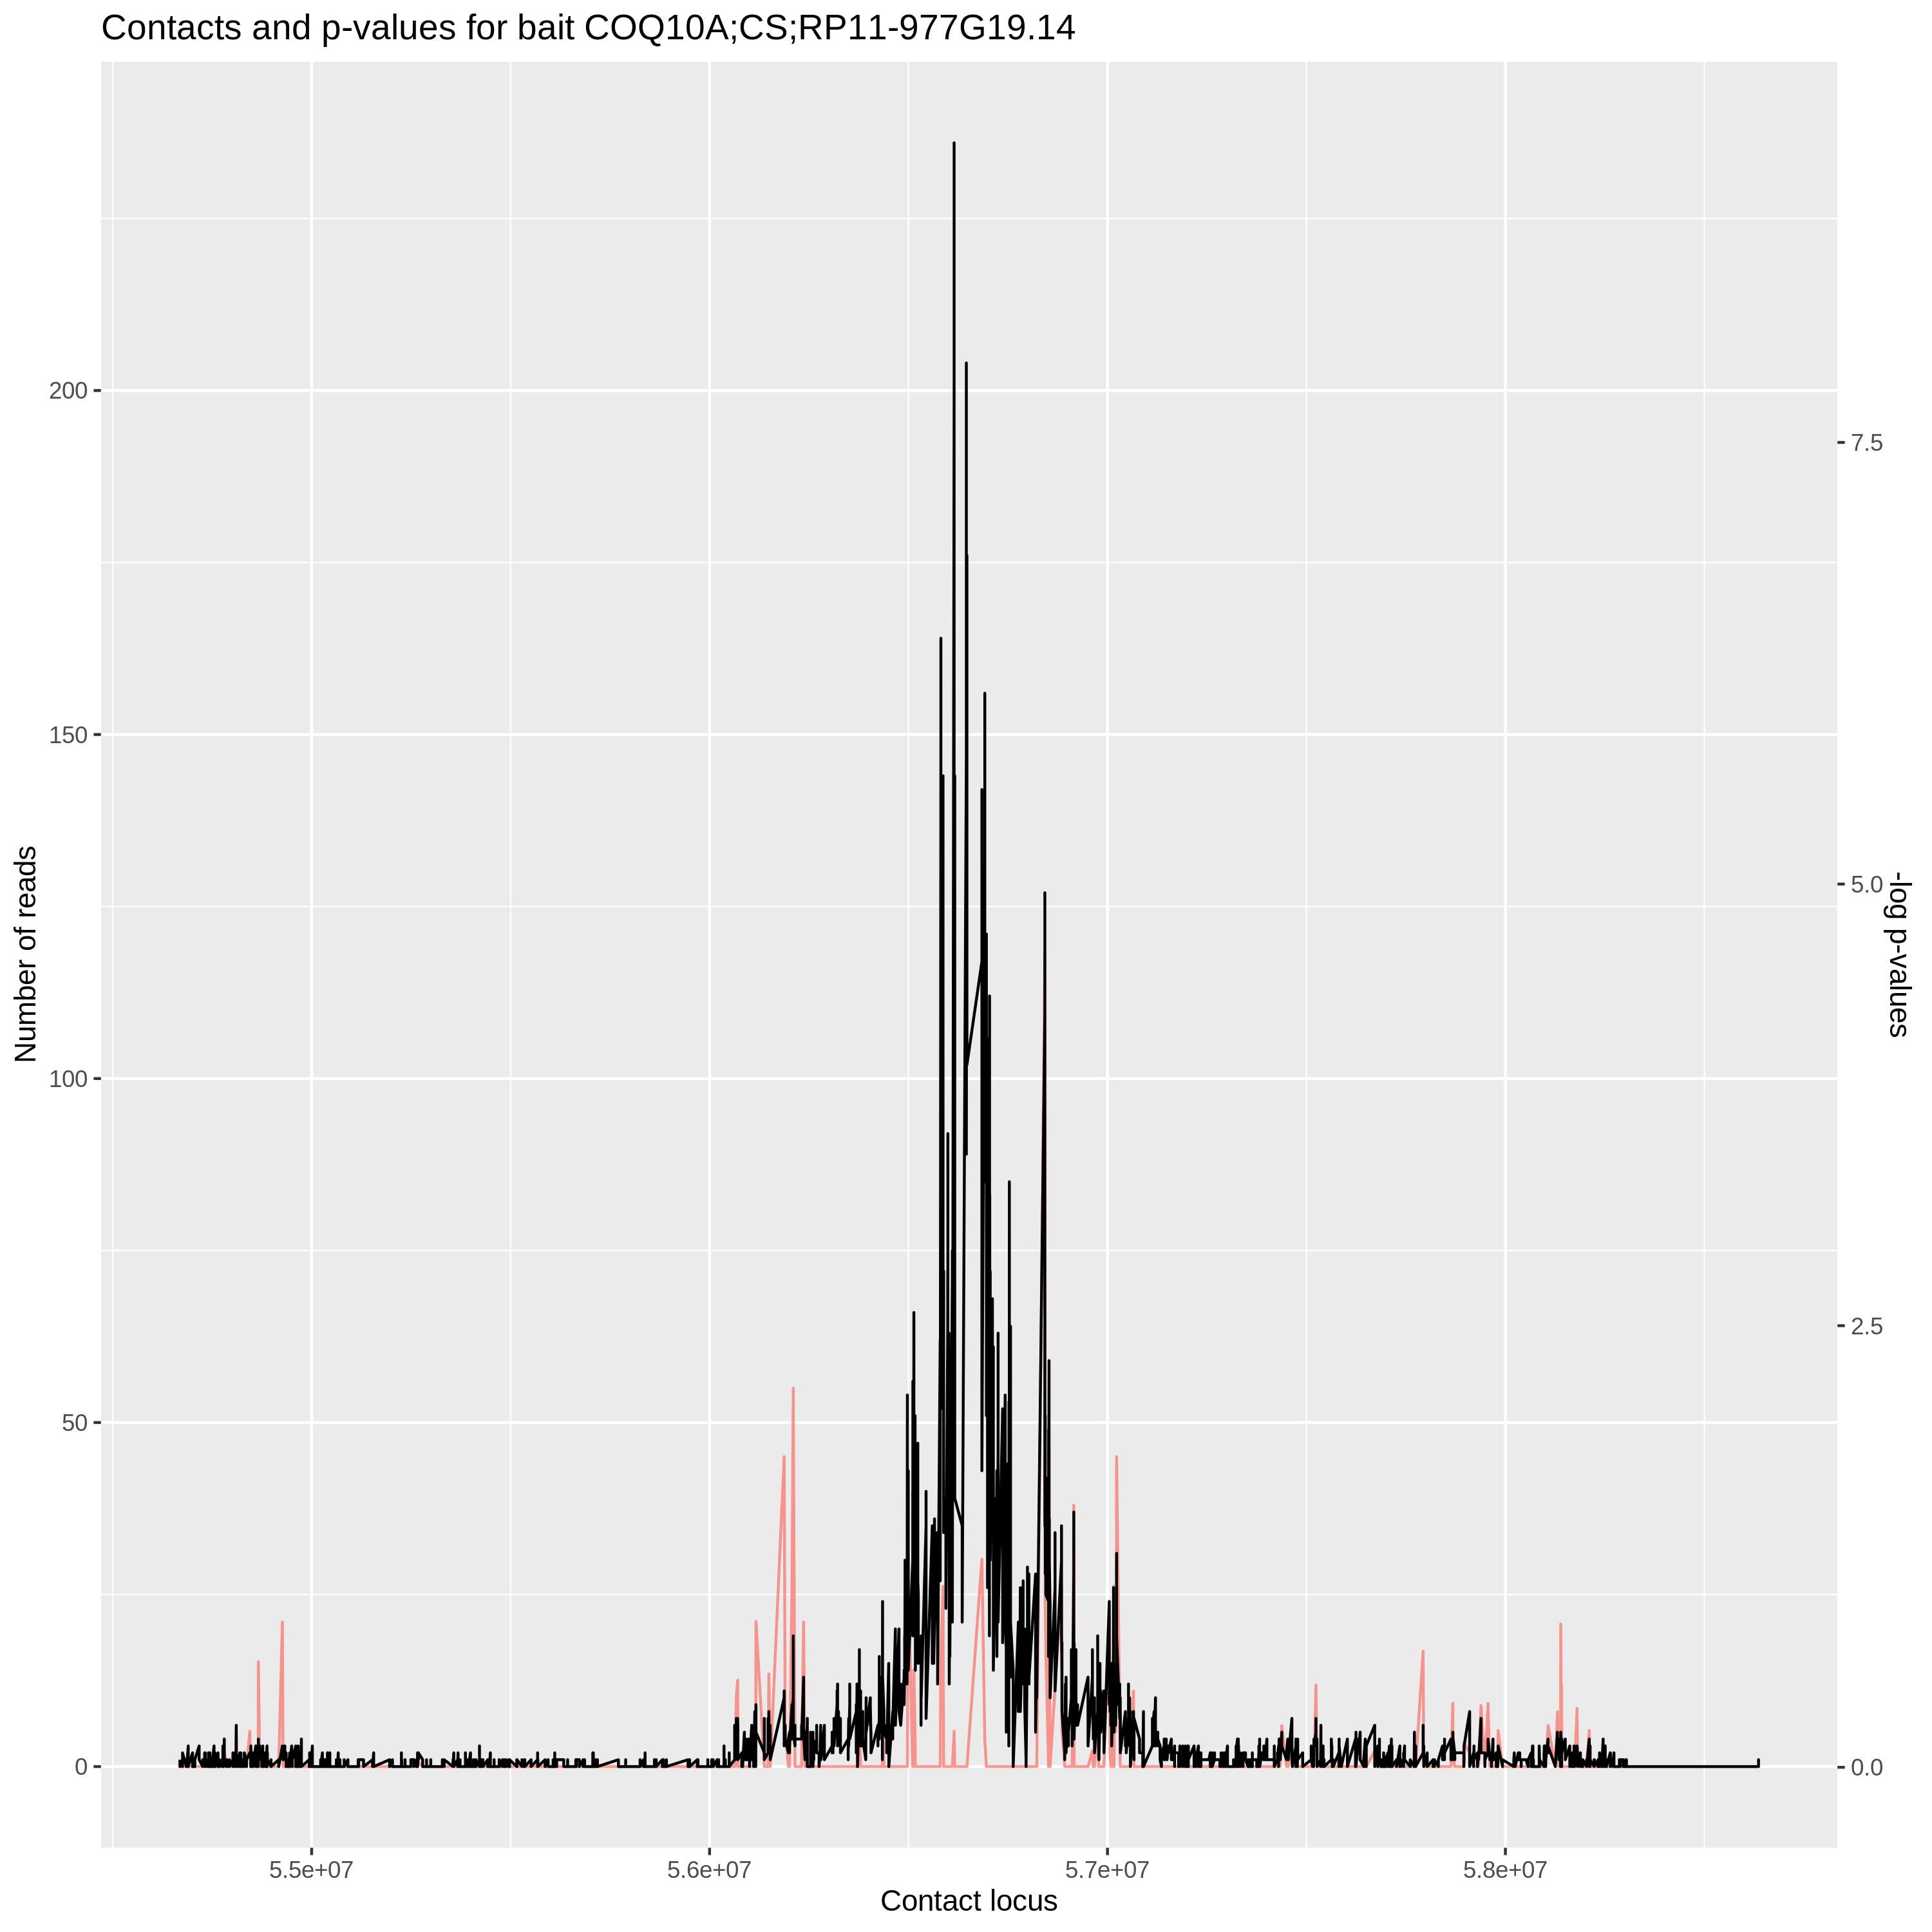 Contacts and p-values for bait COQ10A;CS;RP11-977G19.14
200
150
100
50
0
Number of reads
7.5
5.0
2.5
0.0
-log p-values
5.5e+07 5.6e+07 5.7e+07 5.8e+07
Contact locus